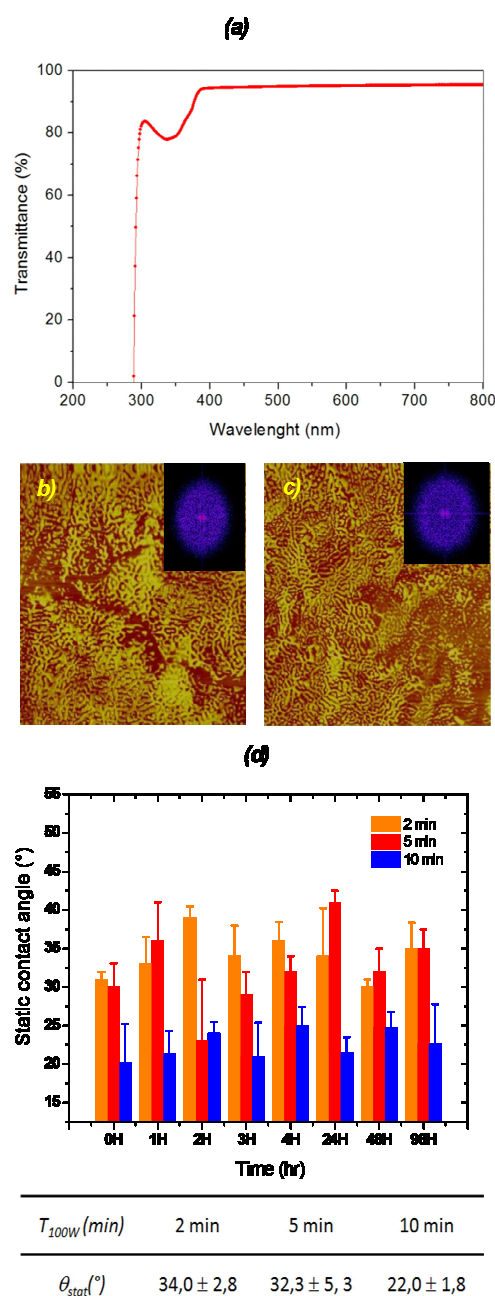 (a)
100
80
60
40
20
0
Transmittance (%)
200 300 400 500 600 700 800
Wavelenght (nm)
b)
c)
(d)
55
50
45
40
35
30
25
20
15
Static contact angle (°)
2 min
5 min
10 min
0H 1H 2H 3H 4H 24H 48H 96H
Time (hr)
T100W (min) 2 min 5 min 10 min
θstat(°) 34,0 ± 2,8 32,3 ± 5, 3 22,0 ± 1,8